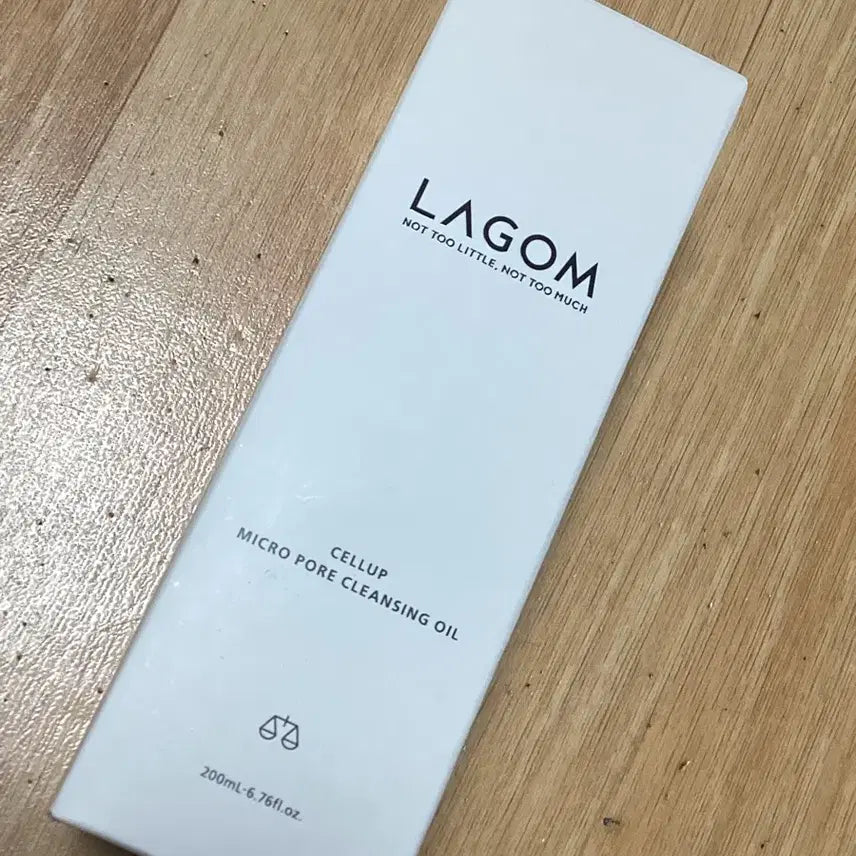 LAGOM
NOT TOO LITTLE, NOT TOO MUCH
CELLUP
MICRO PORE CLEANSING OIL
200mL·6.76fl.oz.